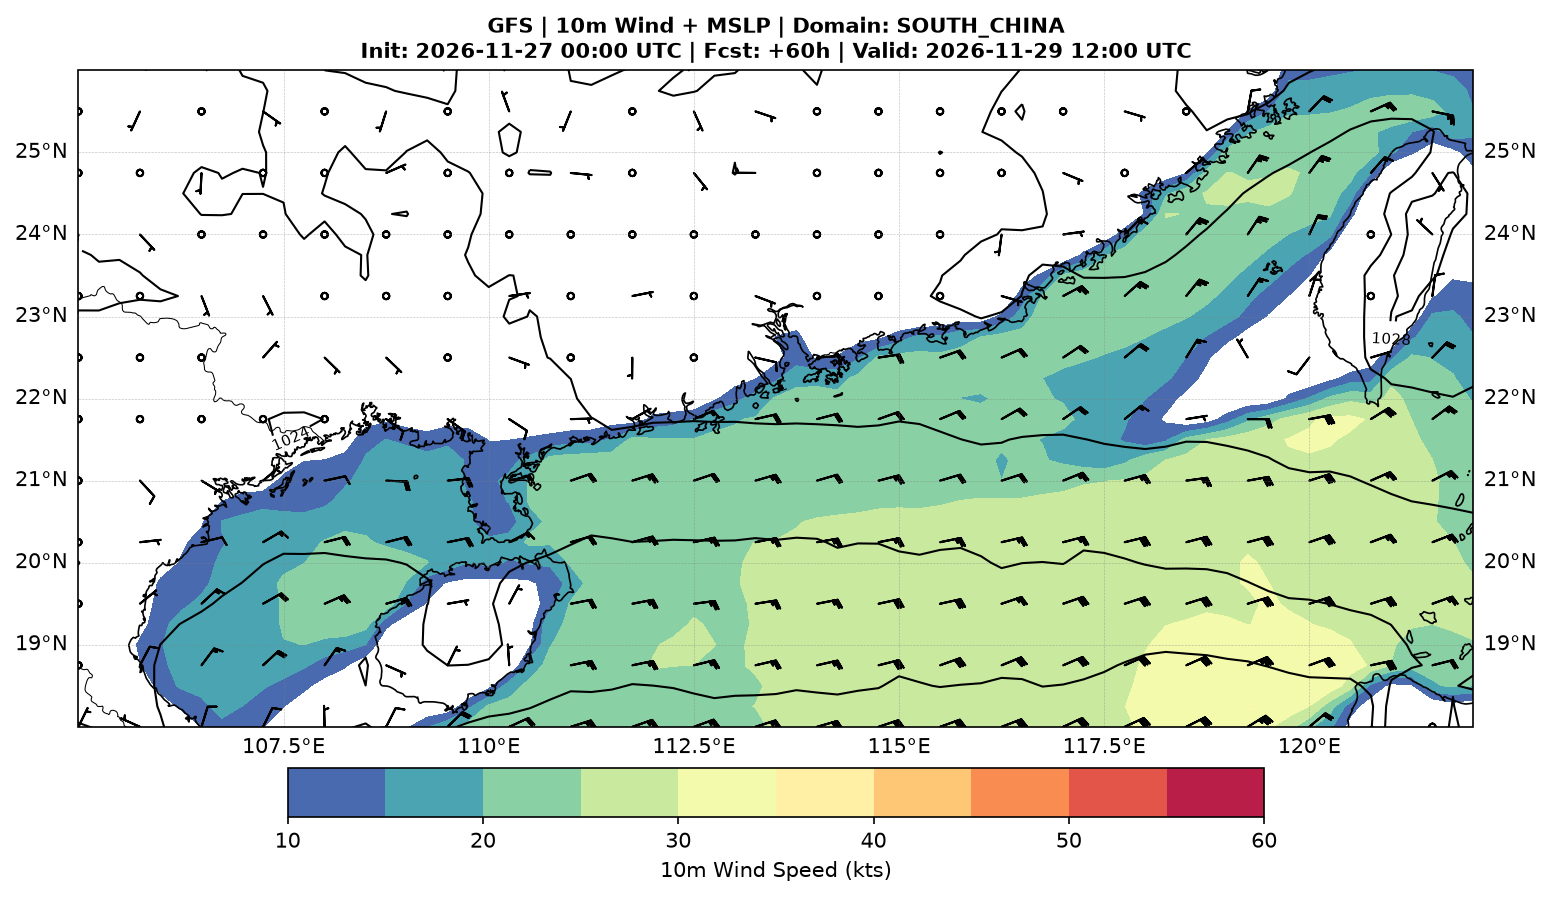 GFS | 10m Wind + MSLP | Domain: SOUTH_CHINA
Init: 2026-11-27 00:00 UTC | Fcst: +60h | Valid: 2026-11-29 12:00 UTC
25°N 25°N
24°N 24°N
23°N 23°N
1028
22°N 22°N
1024
21°N 21°N
20°N 20°N
19°N 19°N
107.5°E 110°E 112.5°E 115°E 117.5°E 120°E
10 20 30 40 50 60
10m Wind Speed (kts)